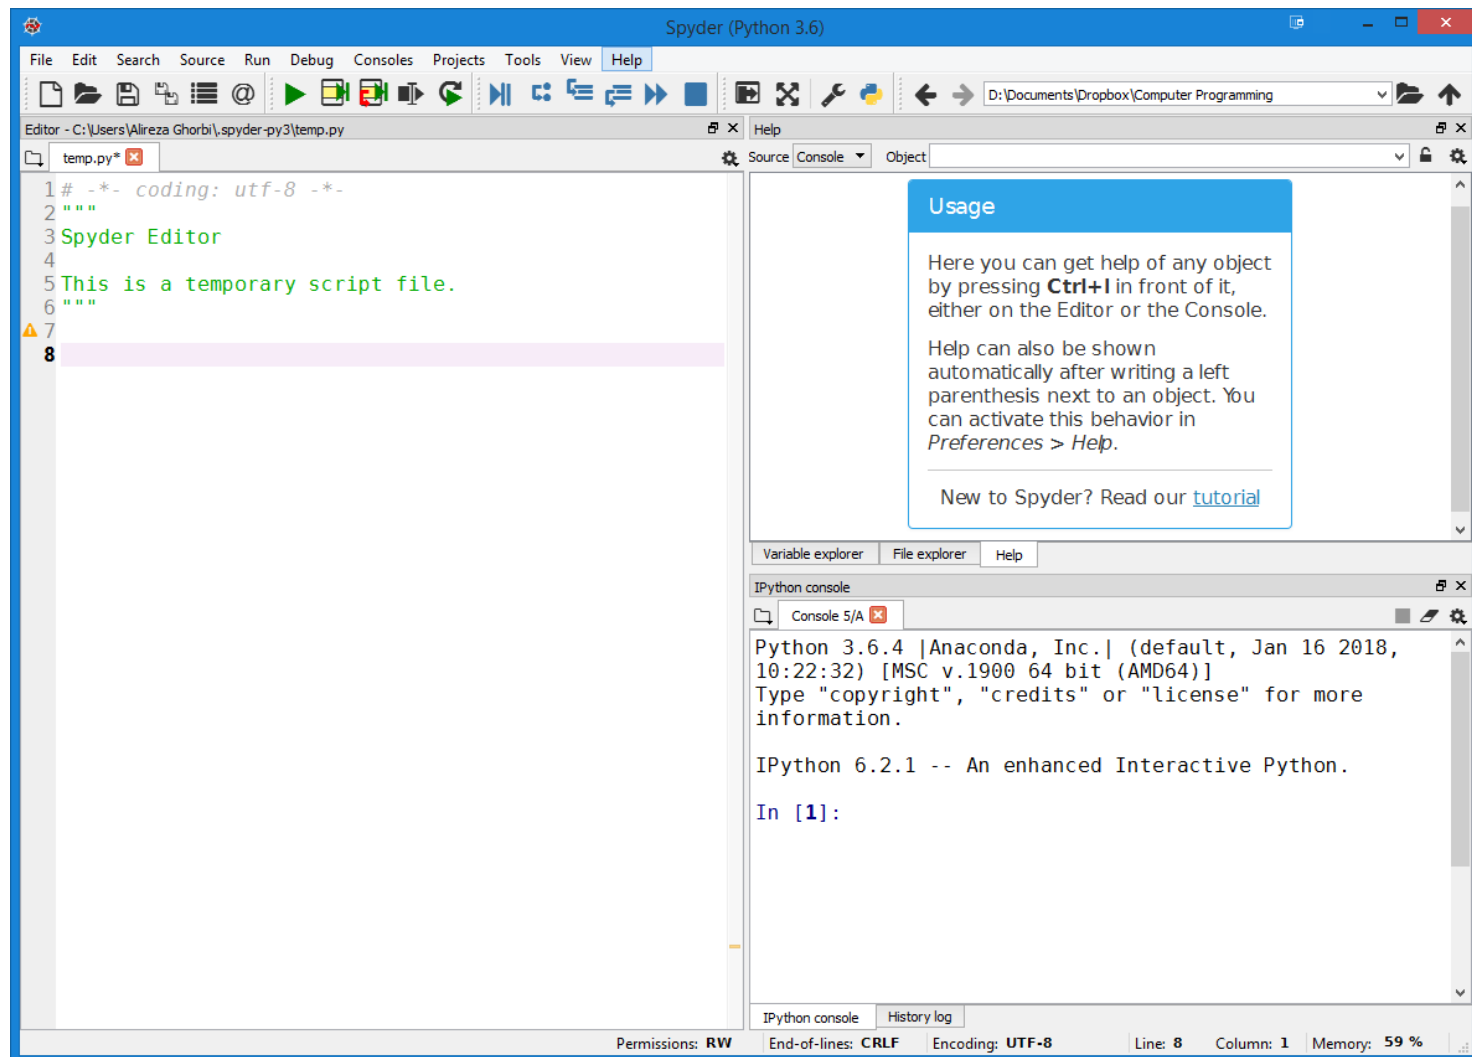 Spyder (Python 3.6)
File Edit Search Source Run Debug Consoles Projects Tools View Help
D:\Documents\Dropbox\Computer Programming
Editor - C:\Users\Alireza Ghorbi\.spyder-py3\temp.py
temp.py*
1 # -*- coding: utf-8 -*-
2 """
3 Spyder Editor
4
5 This is a temporary script file.
6 """
7
8
Help
Source Console Object
Usage
Here you can get help of any object
by pressing Ctrl+I in front of it,
either on the Editor or the Console.
Help can also be shown
automatically after writing a left
parenthesis next to an object. You
can activate this behavior in
Preferences > Help.
New to Spyder? Read our tutorial
Variable explorer File explorer Help
IPython console
Console 5/A
Python 3.6.4 |Anaconda, Inc.| (default, Jan 16 2018,
10:22:32) [MSC v.1900 64 bit (AMD64)]
Type "copyright", "credits" or "license" for more
information.
IPython 6.2.1 -- An enhanced Interactive Python.
In [1]:
IPython console History log
Permissions: RW End-of-lines: CRLF Encoding: UTF-8 Line: 8 Column: 1 Memory: 59 %